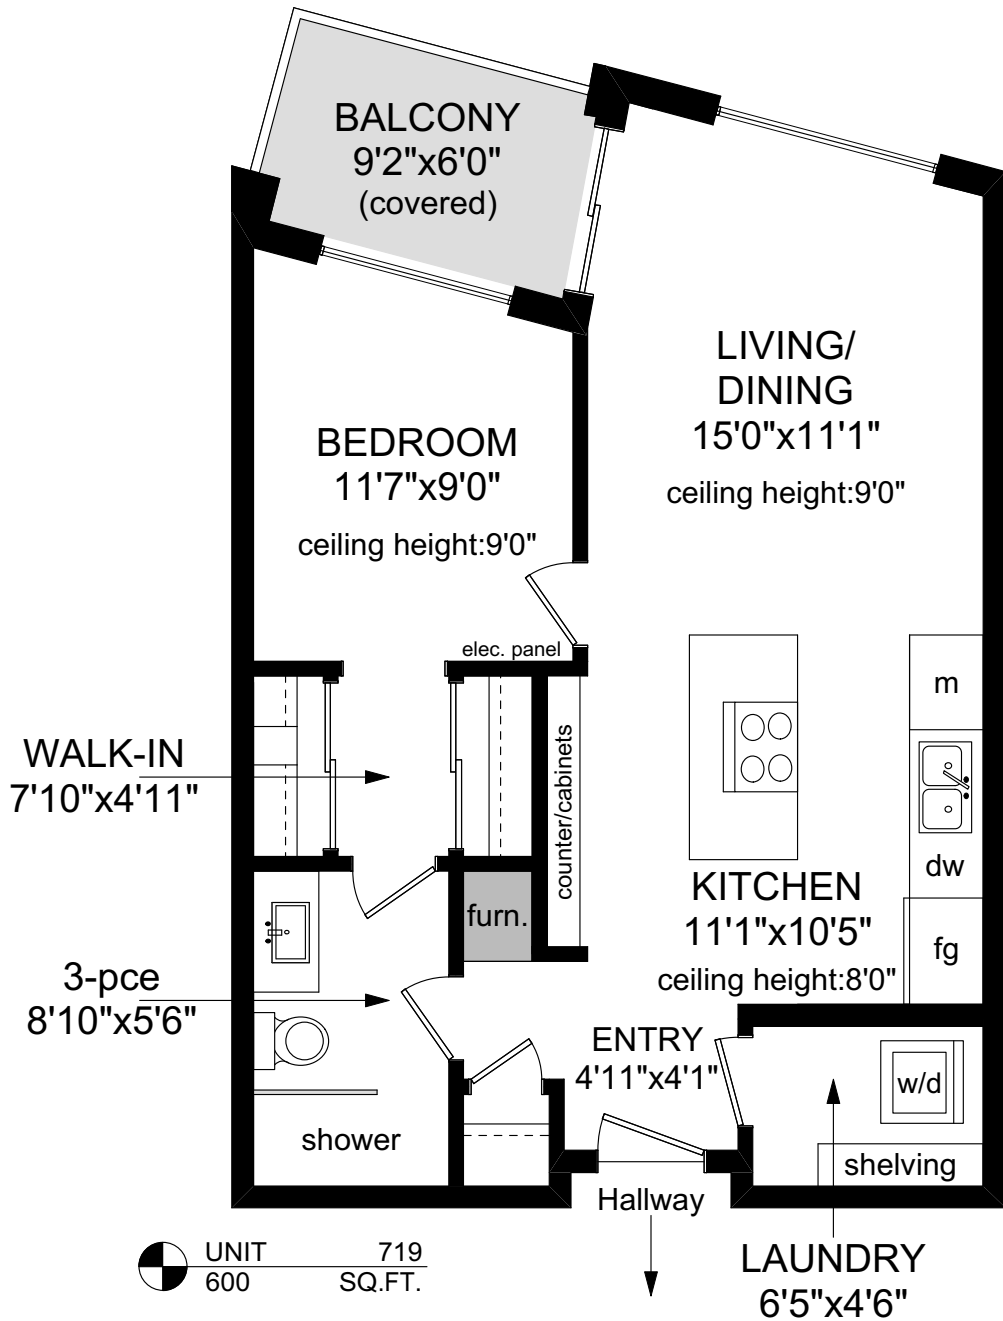 BALCONY
9'2"x6'0"
(covered)
LIVING/
DINING
15'0"x11'1"
ceiling height:9'0"
BEDROOM
11'7"x9'0"
ceiling height:9'0"
elec. panel
m
WALK-IN
7'10"x4'11"
counter/cabinets
dw
KITCHEN
11'1"x10'5"
ceiling height:8'0"
furn.
fg
3-pce
8'10"x5'6"
ENTRY
4'11"x4'1"
w/d
shower
shelving
Hallway
UNIT 719
600 SQ.FT.
LAUNDRY
6'5"x4'6"